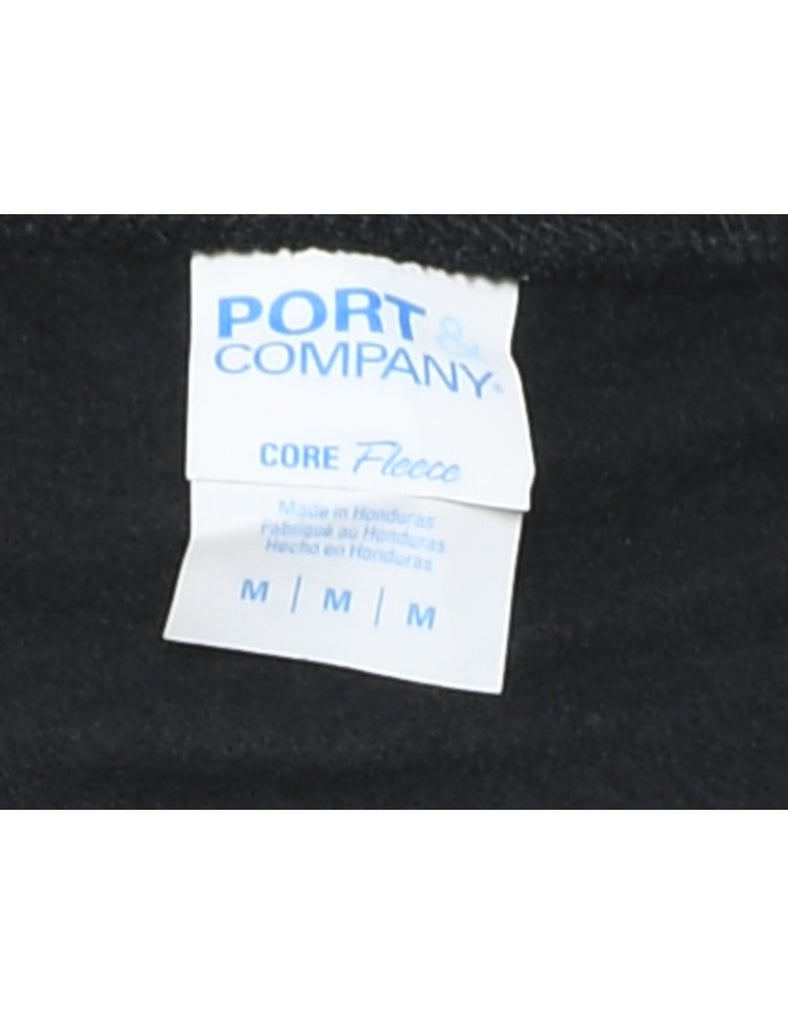 PORT &
COMPANY®
CORE Fleece
Made in Honduras
Fabriqué au Honduras
Hecho en Honduras
M | M | M